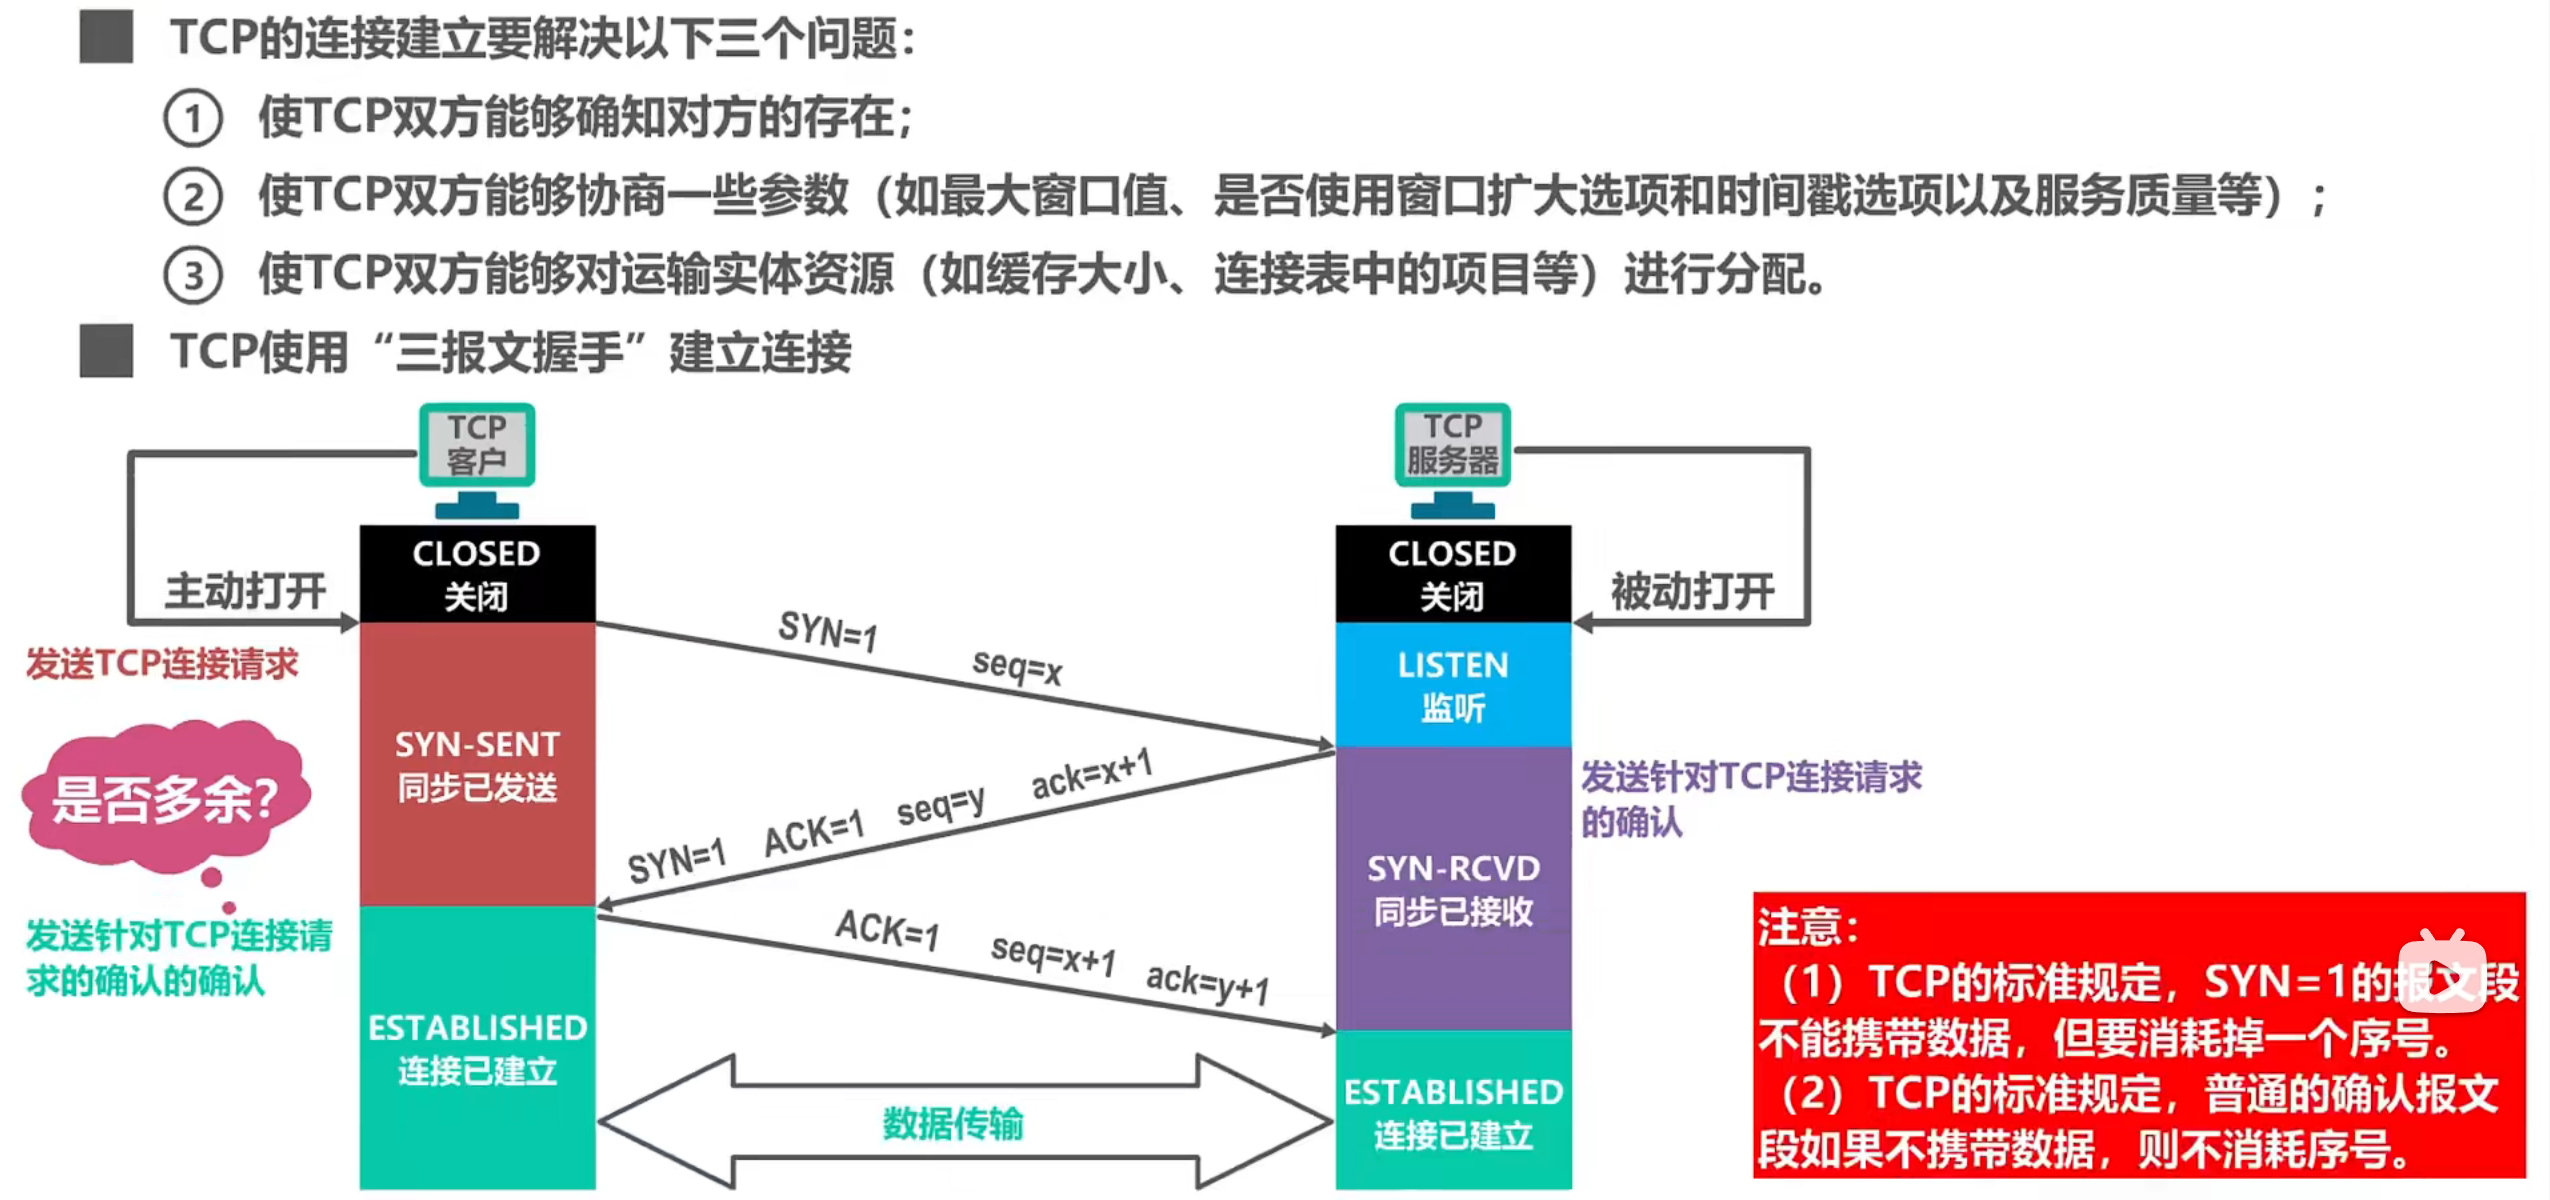 TCP的连接建立要解决以下三个问题：
① 使TCP双方能够确知对方的存在；
② 使TCP双方能够协商一些参数（如最大窗口值、是否使用窗口扩大选项和时间戳选项以及服务质量等）；
③ 使TCP双方能够对运输实体资源（如缓存大小、连接表中的项目等）进行分配。
TCP使用“三报文握手”建立连接
TCP
客户
TCP
服务器
CLOSED
关闭
CLOSED
关闭
主动打开
被动打开
发送TCP连接请求
SYN=1 seq=x
LISTEN
监听
SYN-SENT
同步已发送
是否多余？
SYN=1 ACK=1 seq=y ack=x+1
发送针对TCP连接请求
的确认
SYN-RCVD
同步已接收
发送针对TCP连接请
求的确认的确认
ACK=1 seq=x+1 ack=y+1
ESTABLISHED
连接已建立
数据传输
ESTABLISHED
连接已建立
注意：
（1）TCP的标准规定，SYN=1的报文段
不能携带数据，但要消耗掉一个序号。
（2）TCP的标准规定，普通的确认报文
段如果不携带数据，则不消耗序号。